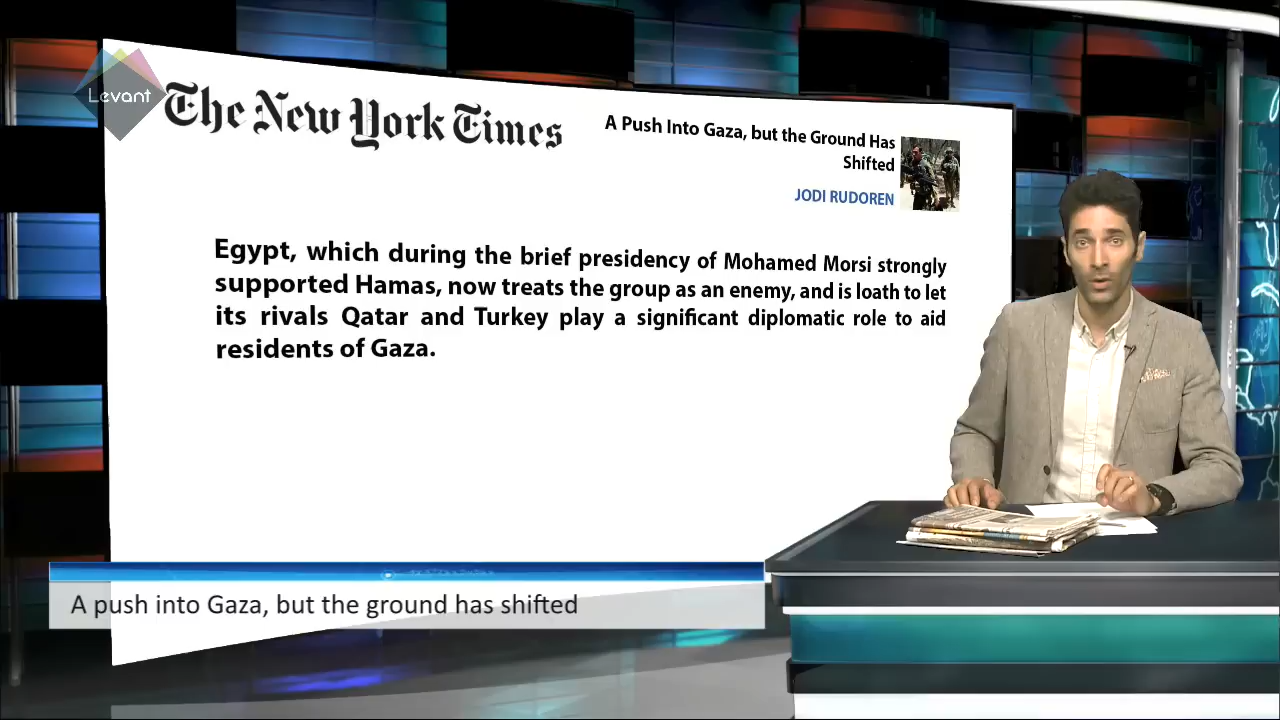 Levant
The New York Times
A Push Into Gaza, but the Ground Has
Shifted
JODI RUDOREN
Egypt, which during the brief presidency of Mohamed Morsi strongly
supported Hamas, now treats the group as an enemy, and is loath to let
its rivals Qatar and Turkey play a significant diplomatic role to aid
residents of Gaza.
A push into Gaza, but the ground has shifted